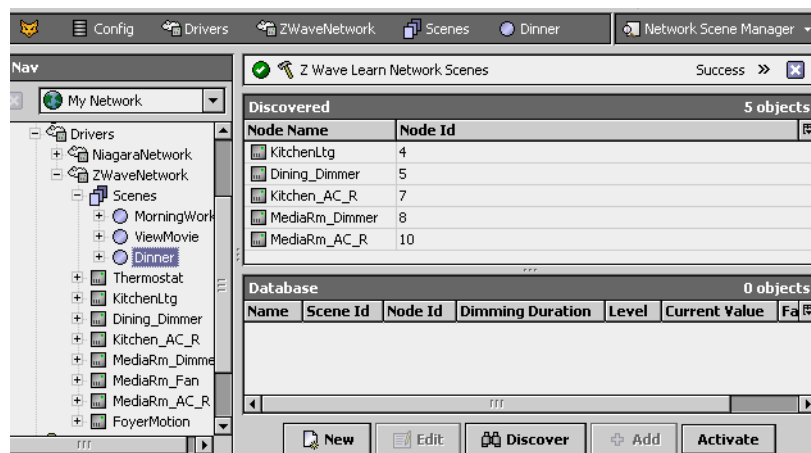 Config Drivers ZWaveNetwork Scenes Dinner Network Scene Manager
Nav
My Network
Drivers
NiagaraNetwork
ZWaveNetwork
Scenes
MorningWork
ViewMovie
Dinner
Thermostat
KitchenLtg
Dining_Dimmer
Kitchen_AC_R
MediaRm_Dimme
MediaRm_Fan
MediaRm_AC_R
FoyerMotion
Z Wave Learn Network Scenes Success »
Discovered 5 objects
Node Name Node Id
KitchenLtg 4
Dining_Dimmer 5
Kitchen_AC_R 7
MediaRm_Dimmer 8
MediaRm_AC_R 10
Database 0 objects
Name Scene Id Node Id Dimming Duration Level Current Value Fa
New Edit Discover Add Activate